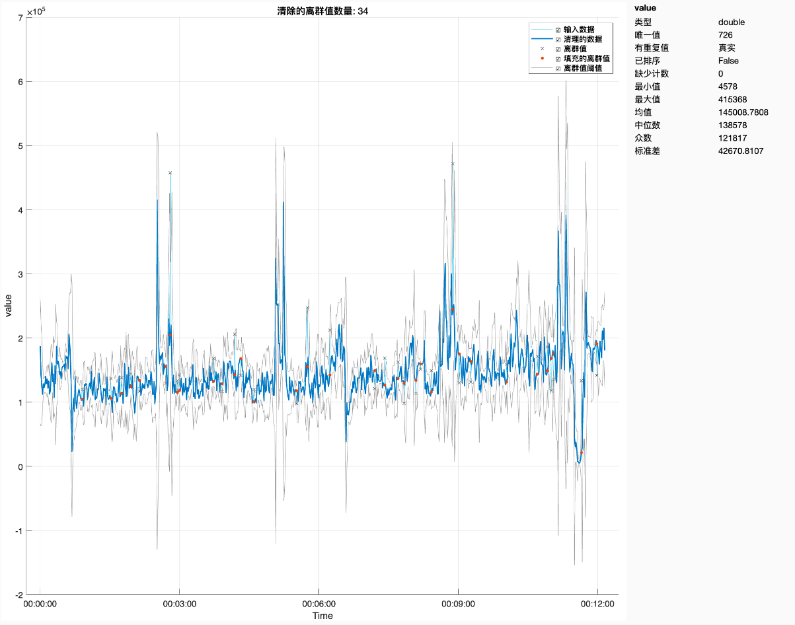 清除的离群值数量: 34
×10⁵
7
6
5
4
3
2
1
0
-1
-2
value
00:00:00
00:03:00
00:06:00
00:09:00
00:12:00
Time
输入数据
清理的数据
离群值
填充的离群值
离群值阈值
value
类型 double
唯一值 726
有重复值 真实
已排序 False
缺少计数 0
最小值 4578
最大值 415368
均值 145008.7808
中位数 138578
众数 121817
标准差 42670.8107